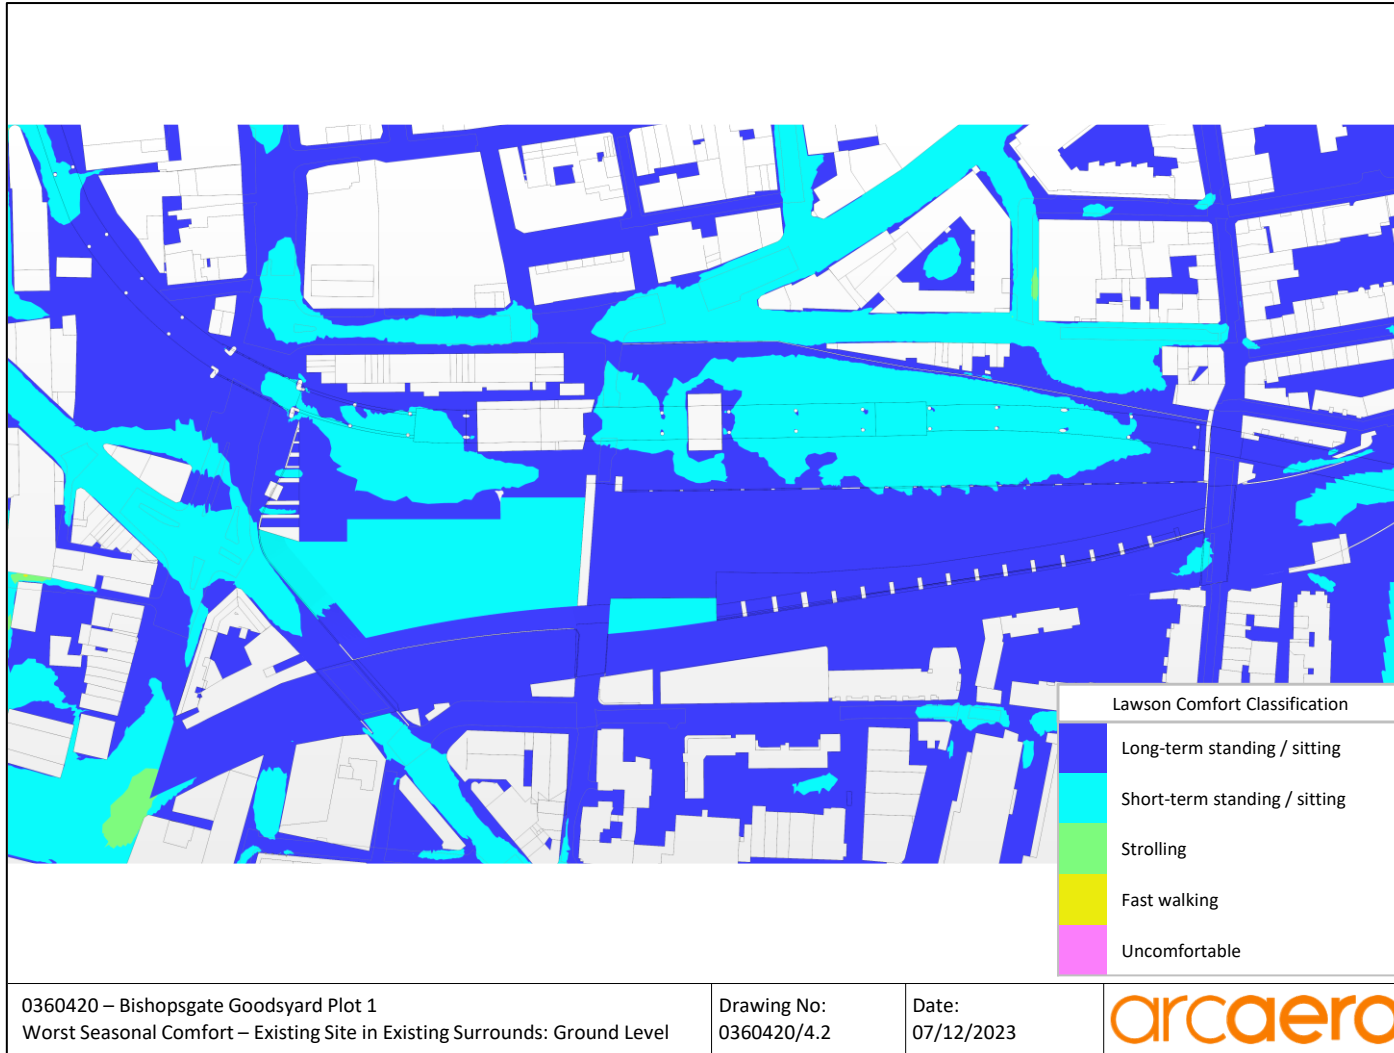 Lawson Comfort Classification
Long-term standing / sitting
Short-term standing / sitting
Strolling
Fast walking
Uncomfortable
0360420 – Bishopsgate Goodsyard Plot 1
Worst Seasonal Comfort – Existing Site in Existing Surrounds: Ground Level
Drawing No:
0360420/4.2
Date:
07/12/2023
arcaero